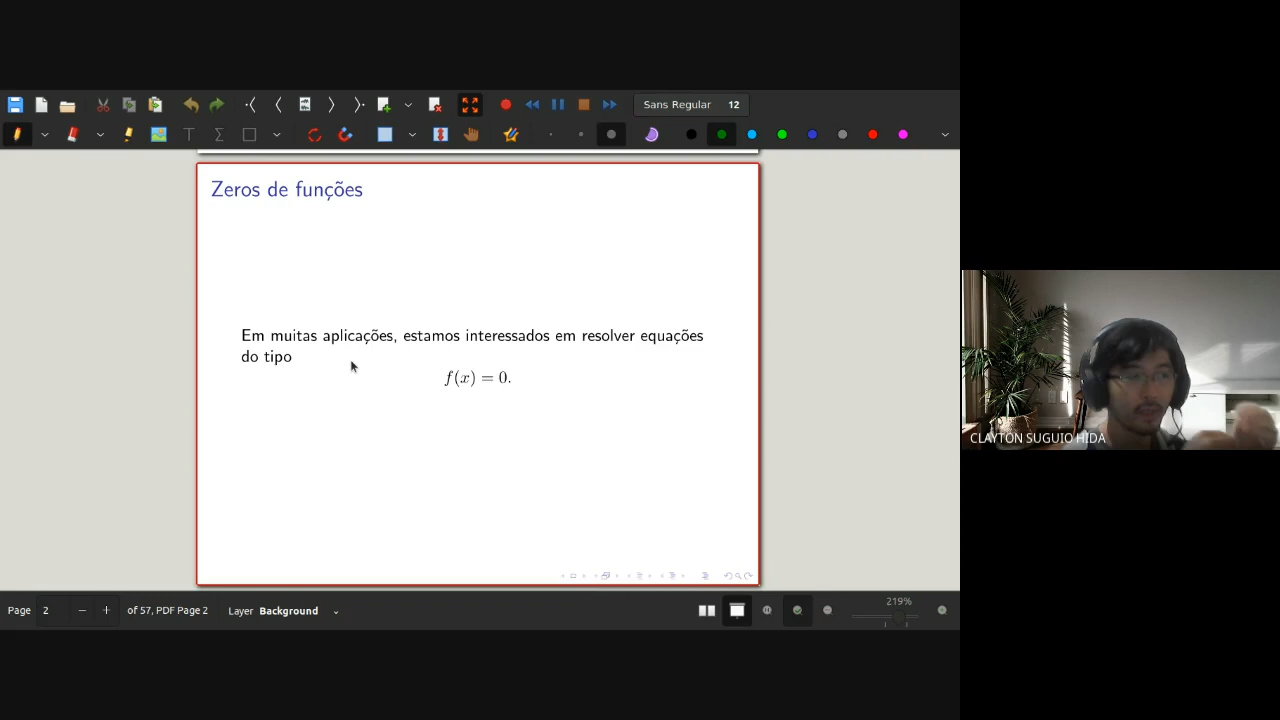 Sans Regular 12
Zeros de funções
Em muitas aplicações, estamos interessados em resolver equações
do tipo
f(x) = 0.
CLAYTON SUGUIO HIDA
Page 2 of 57, PDF Page 2 Layer Background 219%